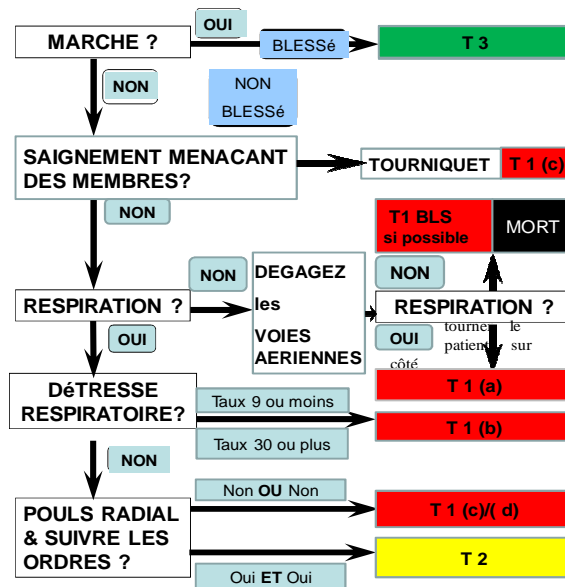 MARCHE ?
OUI
BLESSé
T 3
NON
NON
BLESSé
SAIGNEMENT MENACANT
DES MEMBRES?
TOURNIQUET
T 1 (c)
NON
T1 BLS
si possible
MORT
RESPIRATION ?
NON
DEGAGEZ
les
VOIES
AERIENNES
NON
RESPIRATION ?
OUI
tourner le
patient sur
côté
OUI
T 1 (a)
DéTRESSE
RESPIRATOIRE?
Taux 9 ou moins
Taux 30 ou plus
T 1 (b)
NON
POULS RADIAL
& SUIVRE LES
ORDRES ?
Non OU Non
T 1 (c)/( d)
T 2
Oui ET Oui